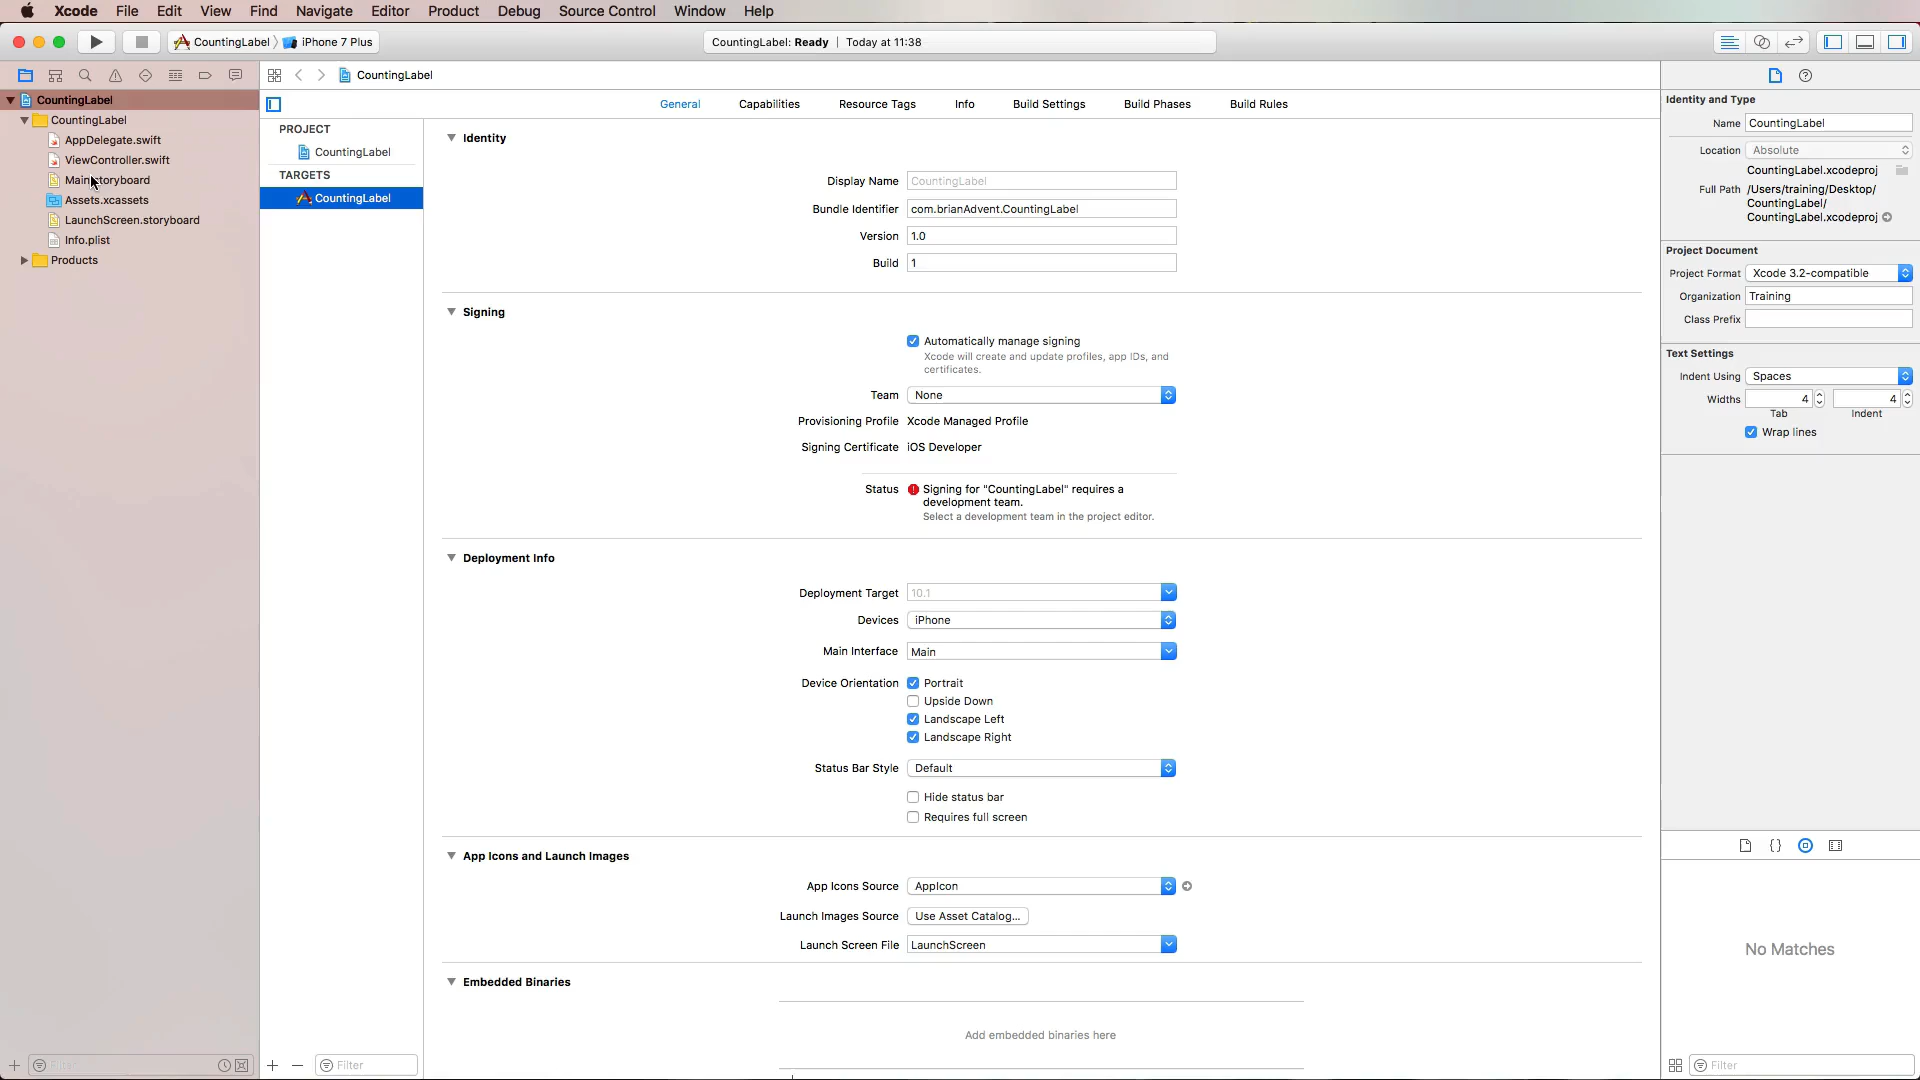 Xcode File Edit View Find Navigate Editor Product Debug Source Control Window Help
CountingLabel iPhone 7 Plus
CountingLabel: Ready | Today at 11:38
CountingLabel
CountingLabel
CountingLabel
AppDelegate.swift
ViewController.swift
Main.storyboard
Assets.xcassets
LaunchScreen.storyboard
Info.plist
Products
Filter
General Capabilities Resource Tags Info Build Settings Build Phases Build Rules
PROJECT
CountingLabel
TARGETS
CountingLabel
Filter
Identity
Display Name CountingLabel
Bundle Identifier com.brianAdvent.CountingLabel
Version 1.0
Build 1
Signing
Automatically manage signing
Xcode will create and update profiles, app IDs, and
certificates.
Team None
Provisioning Profile Xcode Managed Profile
Signing Certificate iOS Developer
Status Signing for "CountingLabel" requires a
development team.
Select a development team in the project editor.
Deployment Info
Deployment Target 10.1
Devices iPhone
Main Interface Main
Device Orientation Portrait
Upside Down
Landscape Left
Landscape Right
Status Bar Style Default
Hide status bar
Requires full screen
App Icons and Launch Images
App Icons Source AppIcon
Launch Images Source Use Asset Catalog...
Launch Screen File LaunchScreen
Embedded Binaries
Add embedded binaries here
Identity and Type
Name CountingLabel
Location Absolute
CountingLabel.xcodeproj
Full Path /Users/training/Desktop/
CountingLabel/
CountingLabel.xcodeproj
Project Document
Project Format Xcode 3.2-compatible
Organization Training
Class Prefix
Text Settings
Indent Using Spaces
Widths 4 4
Tab Indent
Wrap lines
No Matches
Filter